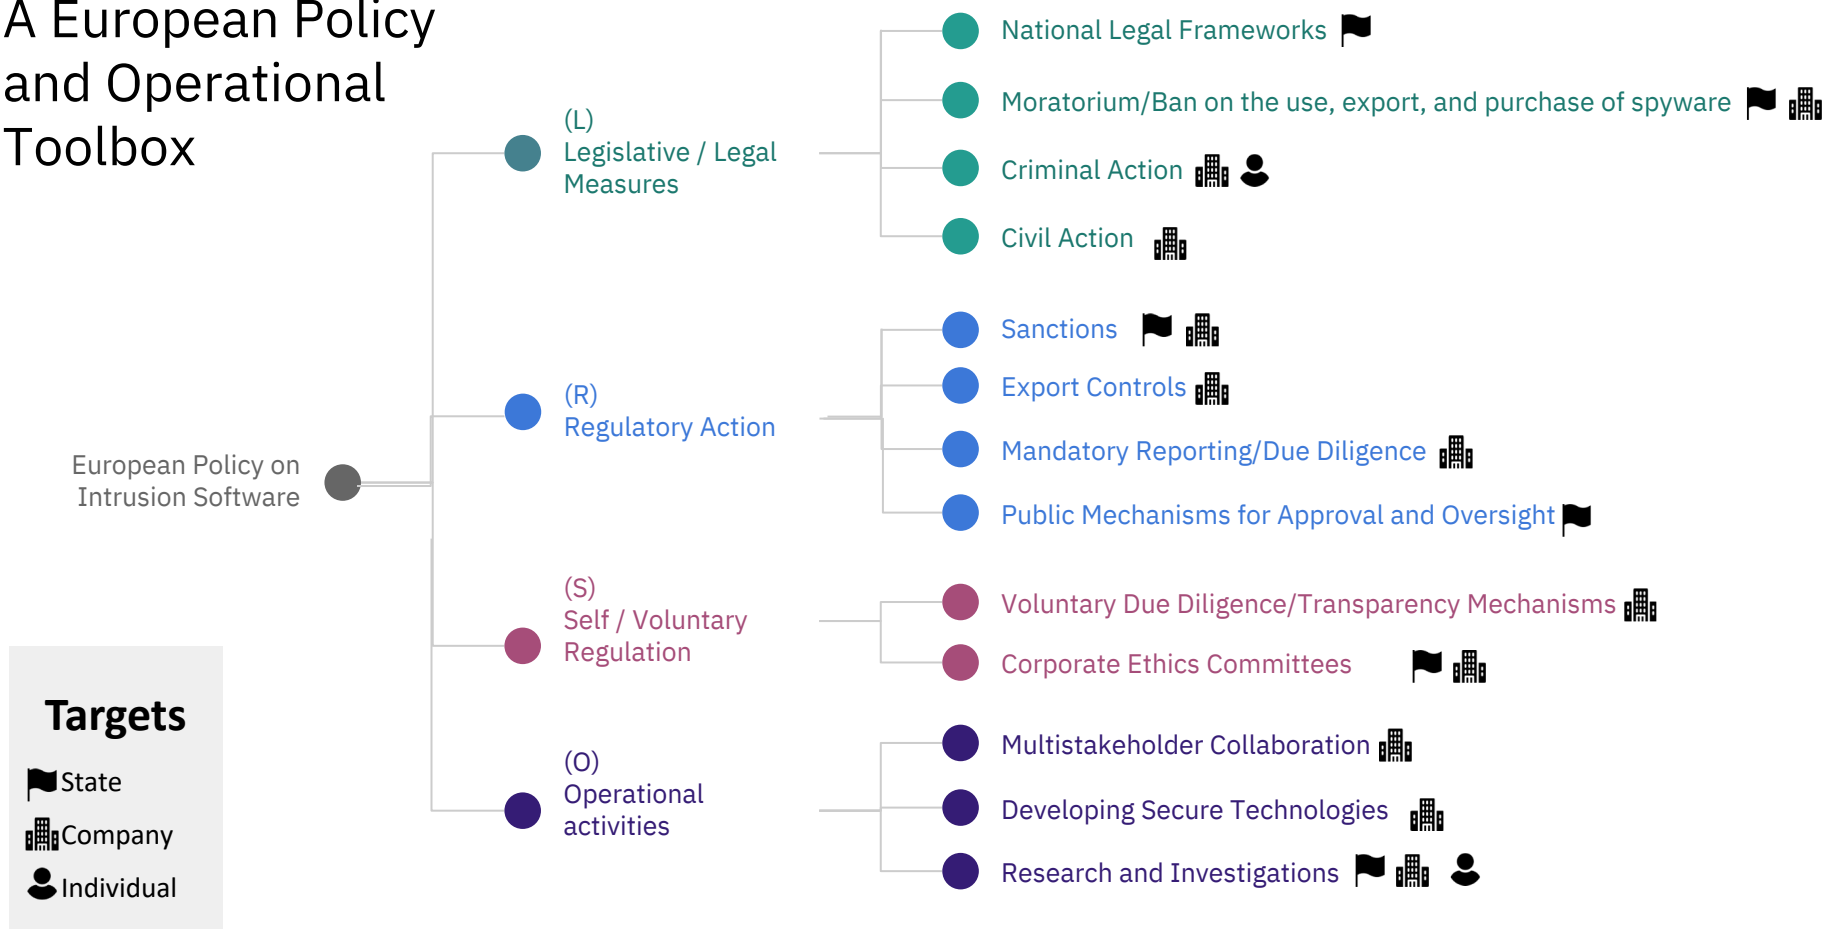 A European Policy
and Operational
Toolbox
European Policy on
Intrusion Software
(L)
Legislative / Legal
Measures
National Legal Frameworks
Moratorium/Ban on the use, export, and purchase of spyware
Criminal Action
Civil Action
(R)
Regulatory Action
Sanctions
Export Controls
Mandatory Reporting/Due Diligence
Public Mechanisms for Approval and Oversight
(S)
Self / Voluntary
Regulation
Voluntary Due Diligence/Transparency Mechanisms
Corporate Ethics Committees
(O)
Operational
activities
Multistakeholder Collaboration
Developing Secure Technologies
Research and Investigations
Targets
State
Company
Individual